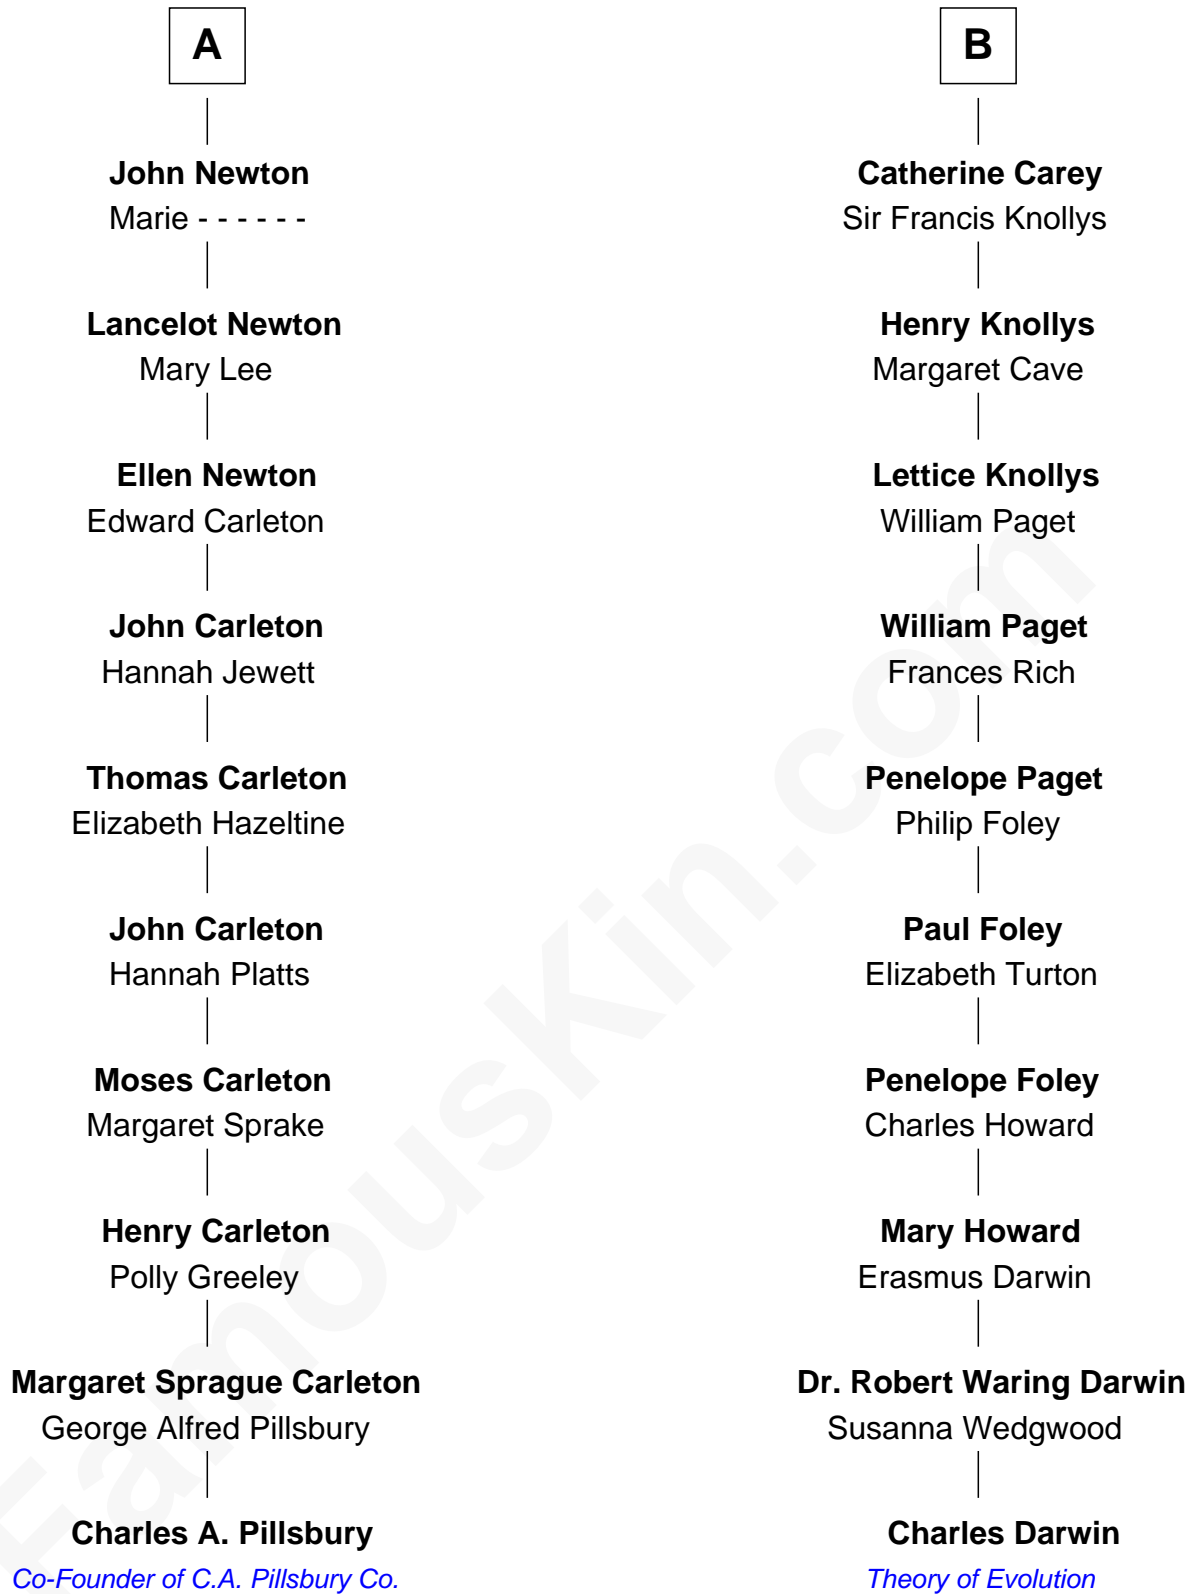 A
John Newton
Marie - - - - - -
Lancelot Newton
Mary Lee
Ellen Newton
Edward Carleton
John Carleton
Hannah Jewett
Thomas Carleton
Elizabeth Hazeltine
John Carleton
Hannah Platts
Moses Carleton
Margaret Sprake
Henry Carleton
Polly Greeley
Margaret Sprague Carleton
George Alfred Pillsbury
Charles A. Pillsbury
Co-Founder of C.A. Pillsbury Co.
B
Catherine Carey
Sir Francis Knollys
Henry Knollys
Margaret Cave
Lettice Knollys
William Paget
William Paget
Frances Rich
Penelope Paget
Philip Foley
Paul Foley
Elizabeth Turton
Penelope Foley
Charles Howard
Mary Howard
Erasmus Darwin
Dr. Robert Waring Darwin
Susanna Wedgwood
Charles Darwin
Theory of Evolution
FamousKin.com